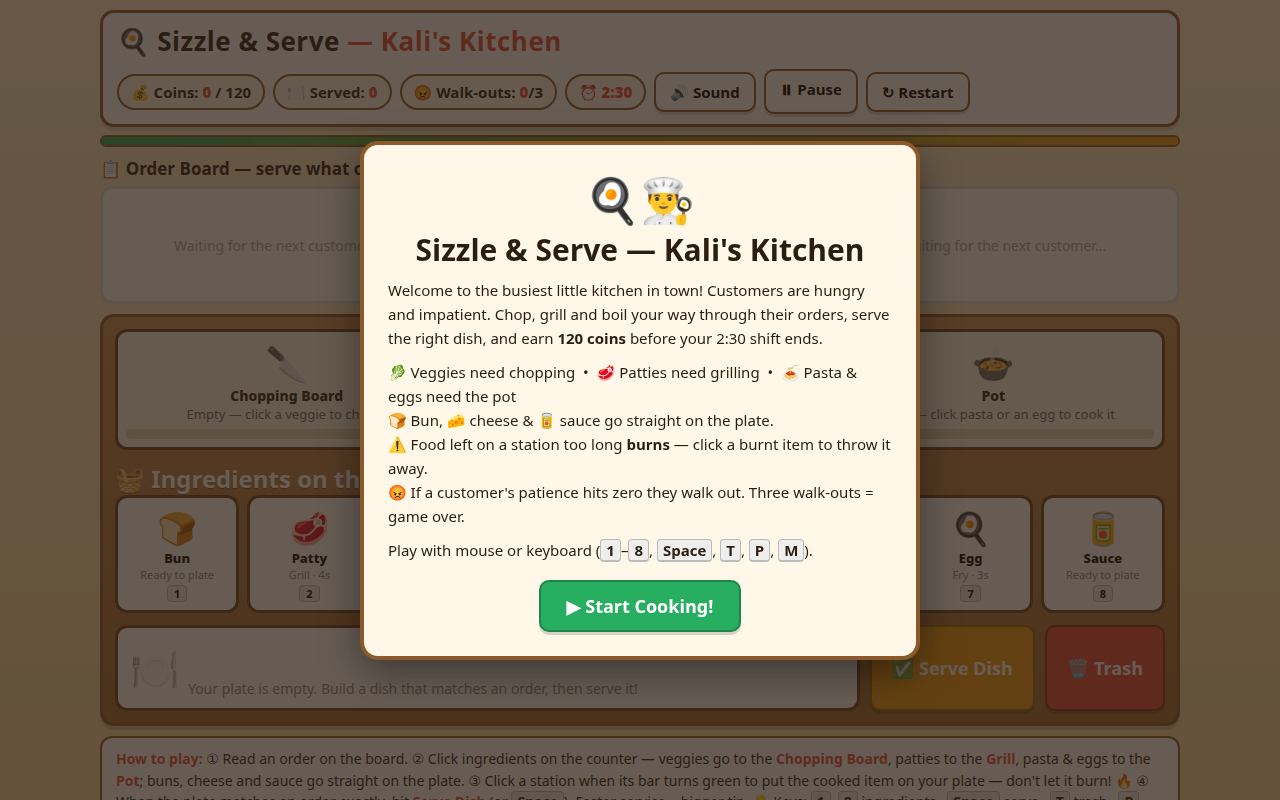 Sizzle & Serve — Kali's Kitchen
Coins: 0 / 120
Served: 0
Walk-outs: 0/3
2:30
Sound
Pause
Restart
Order Board — serve what
Waiting for the next custome
iting for the next customer...
Sizzle & Serve — Kali's Kitchen
Welcome to the busiest little kitchen in town! Customers are hungry
and impatient. Chop, grill and boil your way through their orders, serve
the right dish, and earn 120 coins before your 2:30 shift ends.
Veggies need chopping • Patties need grilling • Pasta &
eggs need the pot
Bun, cheese & sauce go straight on the plate.
Food left on a station too long burns — click a burnt item to throw it
away.
If a customer's patience hits zero they walk out. Three walk-outs =
game over.
Play with mouse or keyboard (1–8, Space, T, P, M).
Start Cooking!
Chopping Board
Empty — click a veggie to ch
Pot
– click pasta or an egg to cook it
Ingredients on th
Bun
Ready to plate
1
Patty
Grill · 4s
2
Egg
Fry · 3s
7
Sauce
Ready to plate
8
Your plate is empty. Build a dish that matches an order, then serve it!
Serve Dish
Trash
How to play: ① Read an order on the board. ② Click ingredients on the counter — veggies go to the Chopping Board, patties to the Grill, pasta & eggs to the
Pot; buns, cheese and sauce go straight on the plate. ③ Click a station when its bar turns green to put the cooked item on your plate — don't let it burn! 🔥 ④